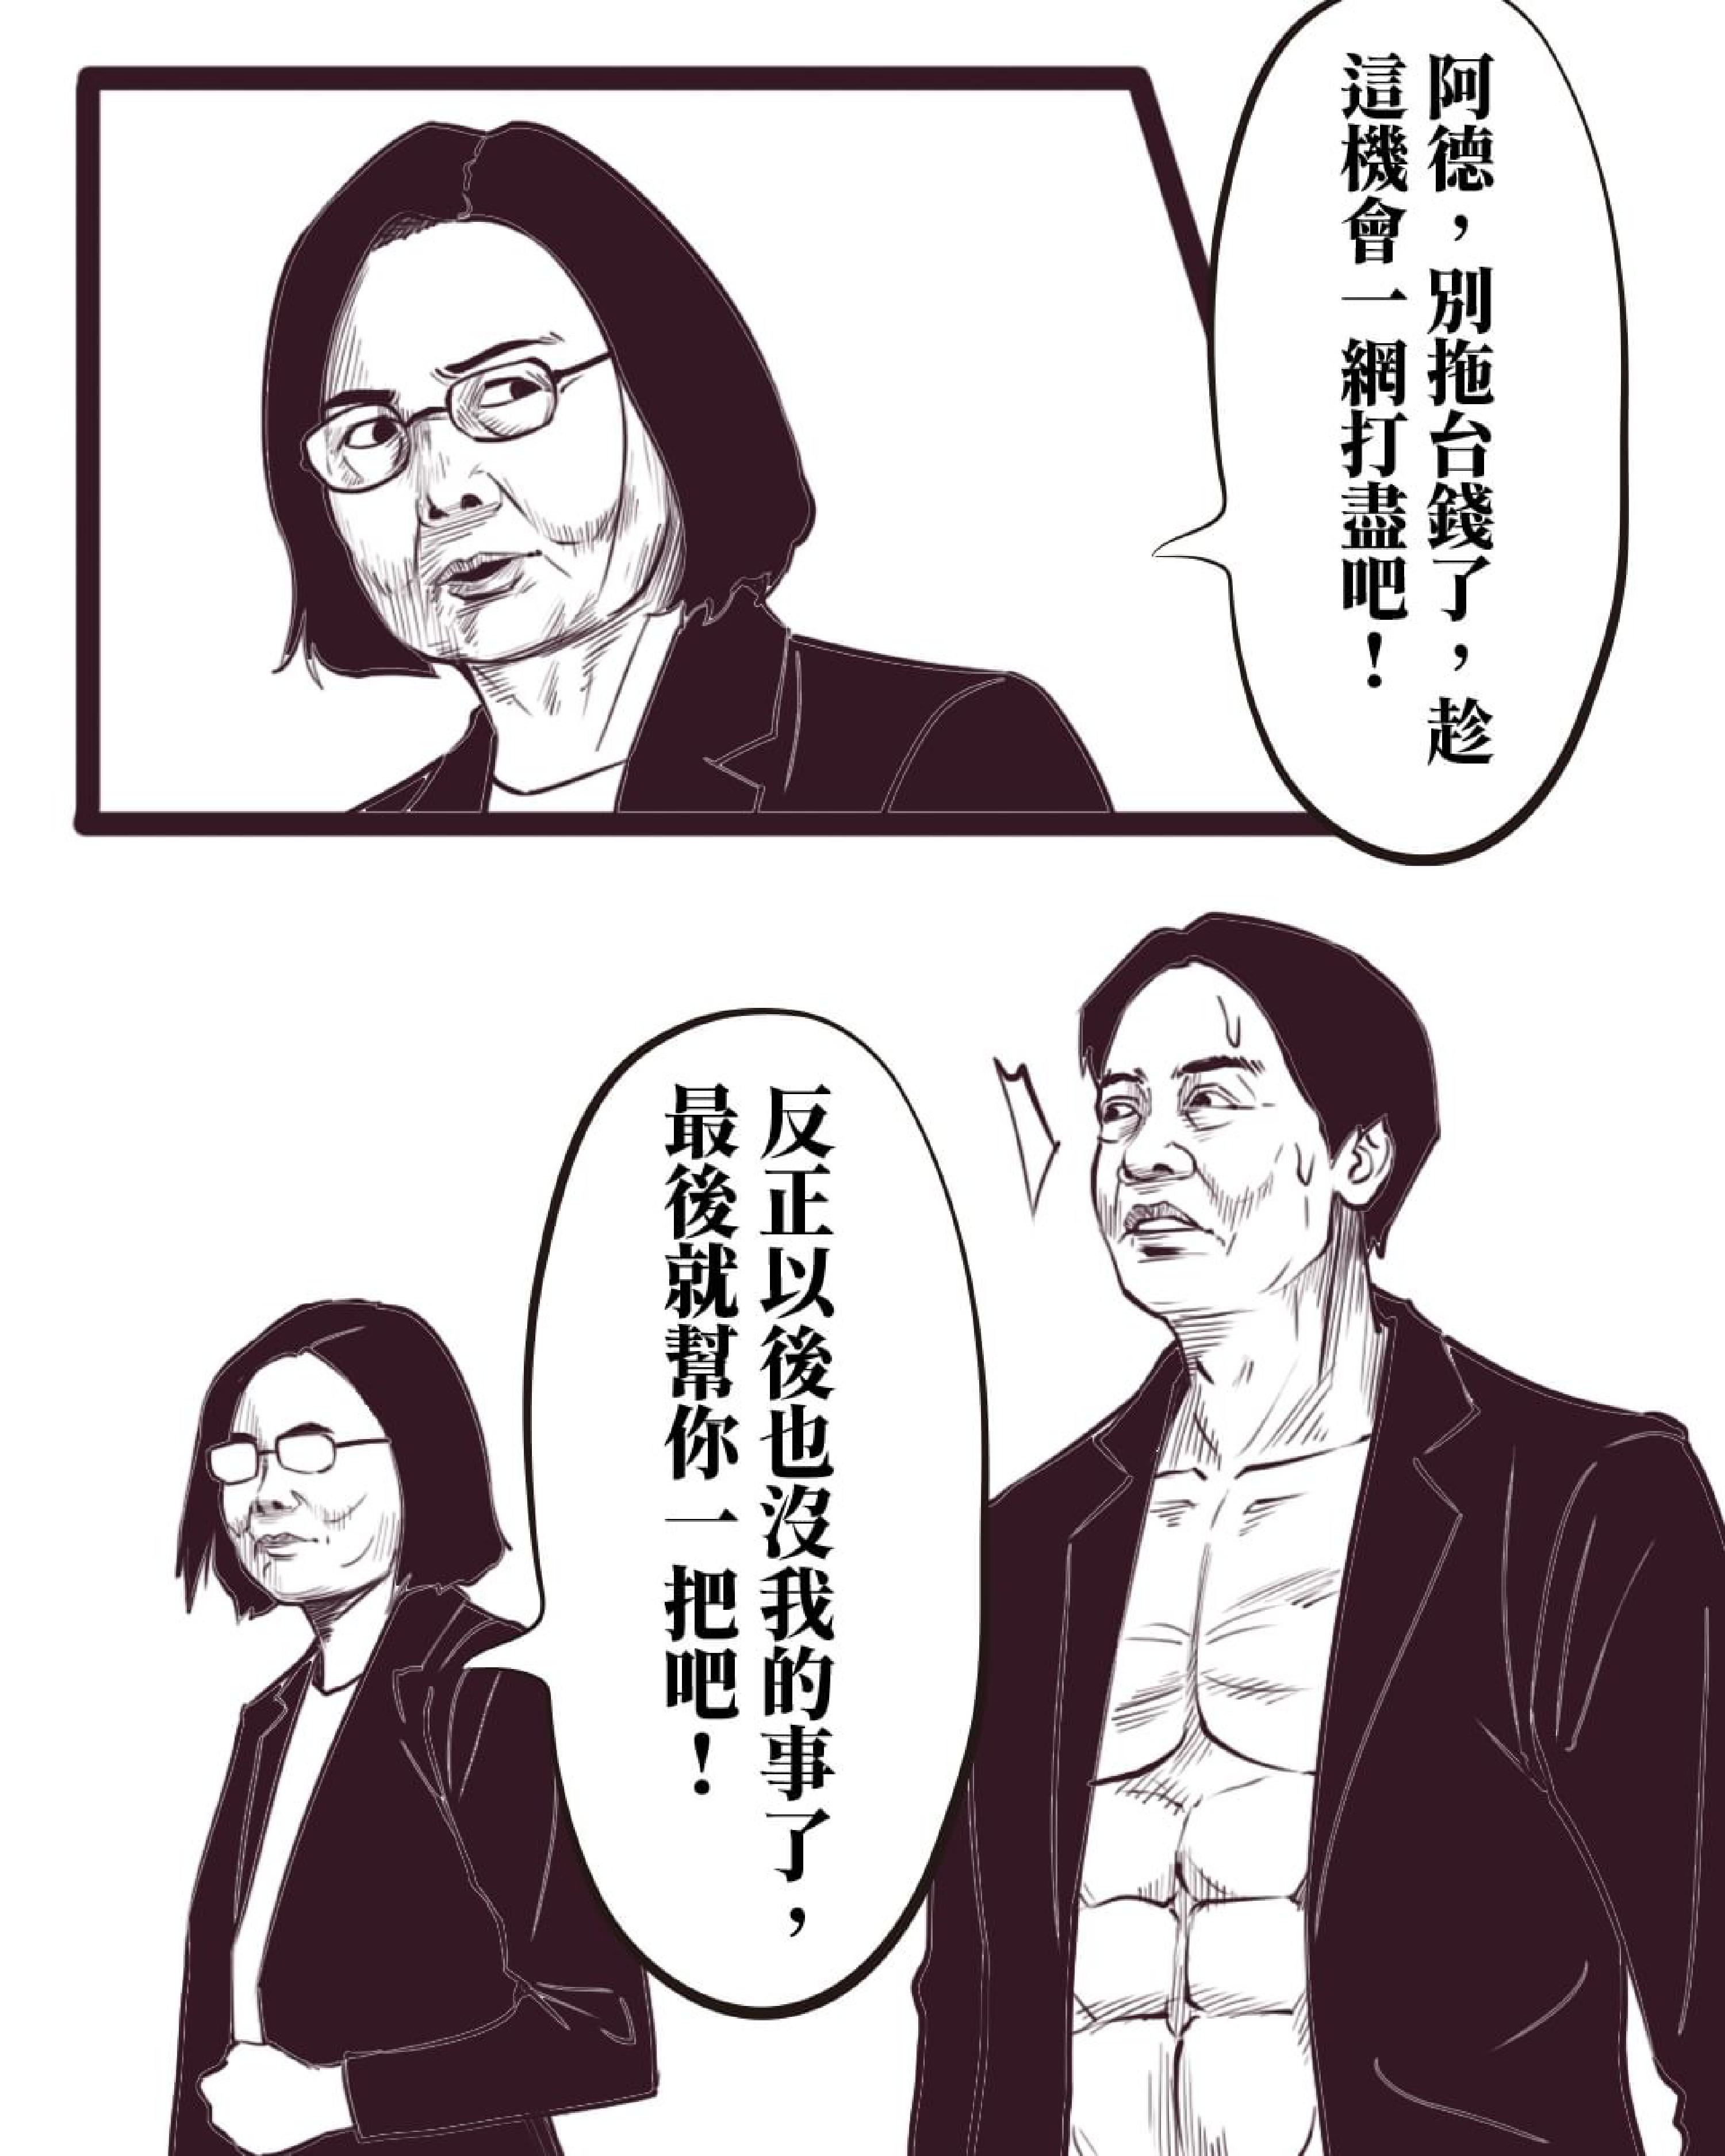 阿德，別拖台錢了，趁
這機會一網打盡吧！
反正以後也沒我的事了，
最後就幫你一把吧！